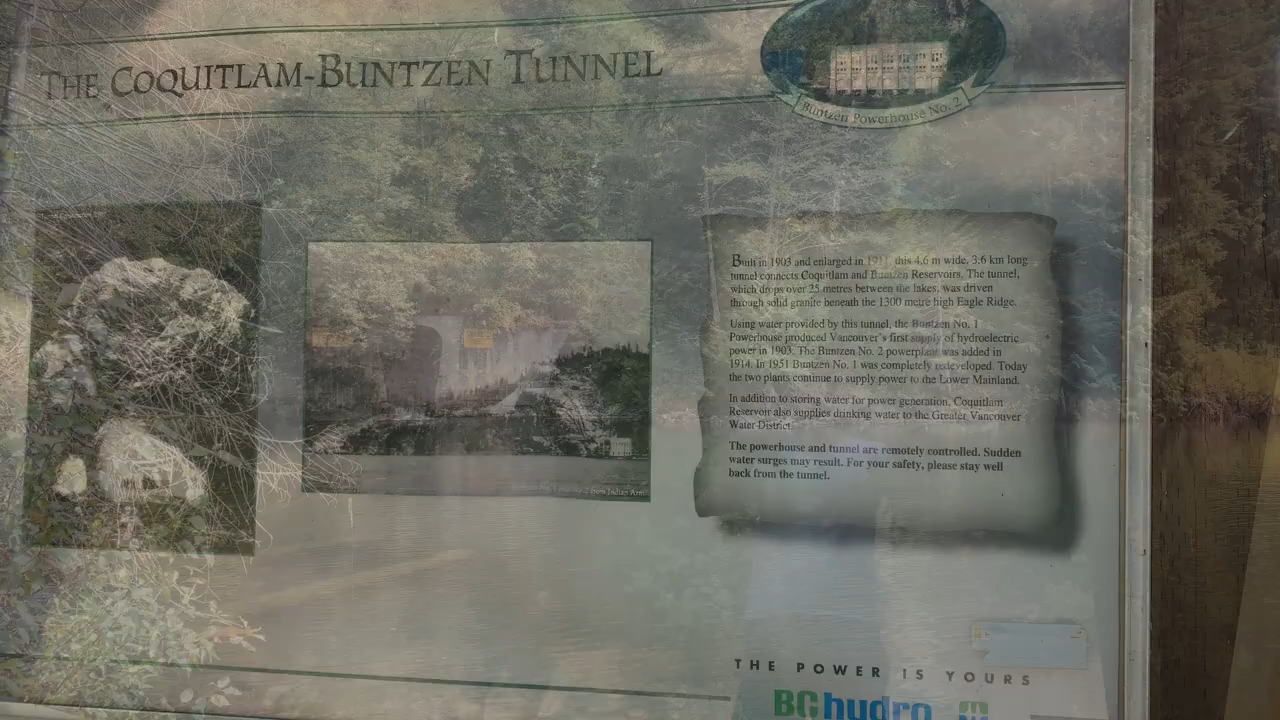 THE COQUITLAM-BUNTZEN TUNNEL
Buntzen Powerhouse No. 2
Built in 1903 and enlarged in 1911, this 4.6 m wide, 3.6 km long
tunnel connects Coquitlam and Buntzen Reservoirs. The tunnel,
which drops over 25 metres between the lakes, was driven
through solid granite beneath the 1300 metre high Eagle Ridge.
Using water provided by this tunnel, the Buntzen No. 1
Powerhouse produced Vancouver's first supply of hydroelectric
power in 1903. The Buntzen No. 2 powerplant was added in
1914. In 1951 Buntzen No. 1 was completely redeveloped. Today
the two plants continue to supply power to the Lower Mainland.
In addition to storing water for power generation, Coquitlam
Reservoir also supplies drinking water to the Greater Vancouver
Water District.
The powerhouse and tunnel are remotely controlled. Sudden
water surges may result. For your safety, please stay well
back from the tunnel.
2 from Indian Arm
THE POWER IS YOURS
BChydro